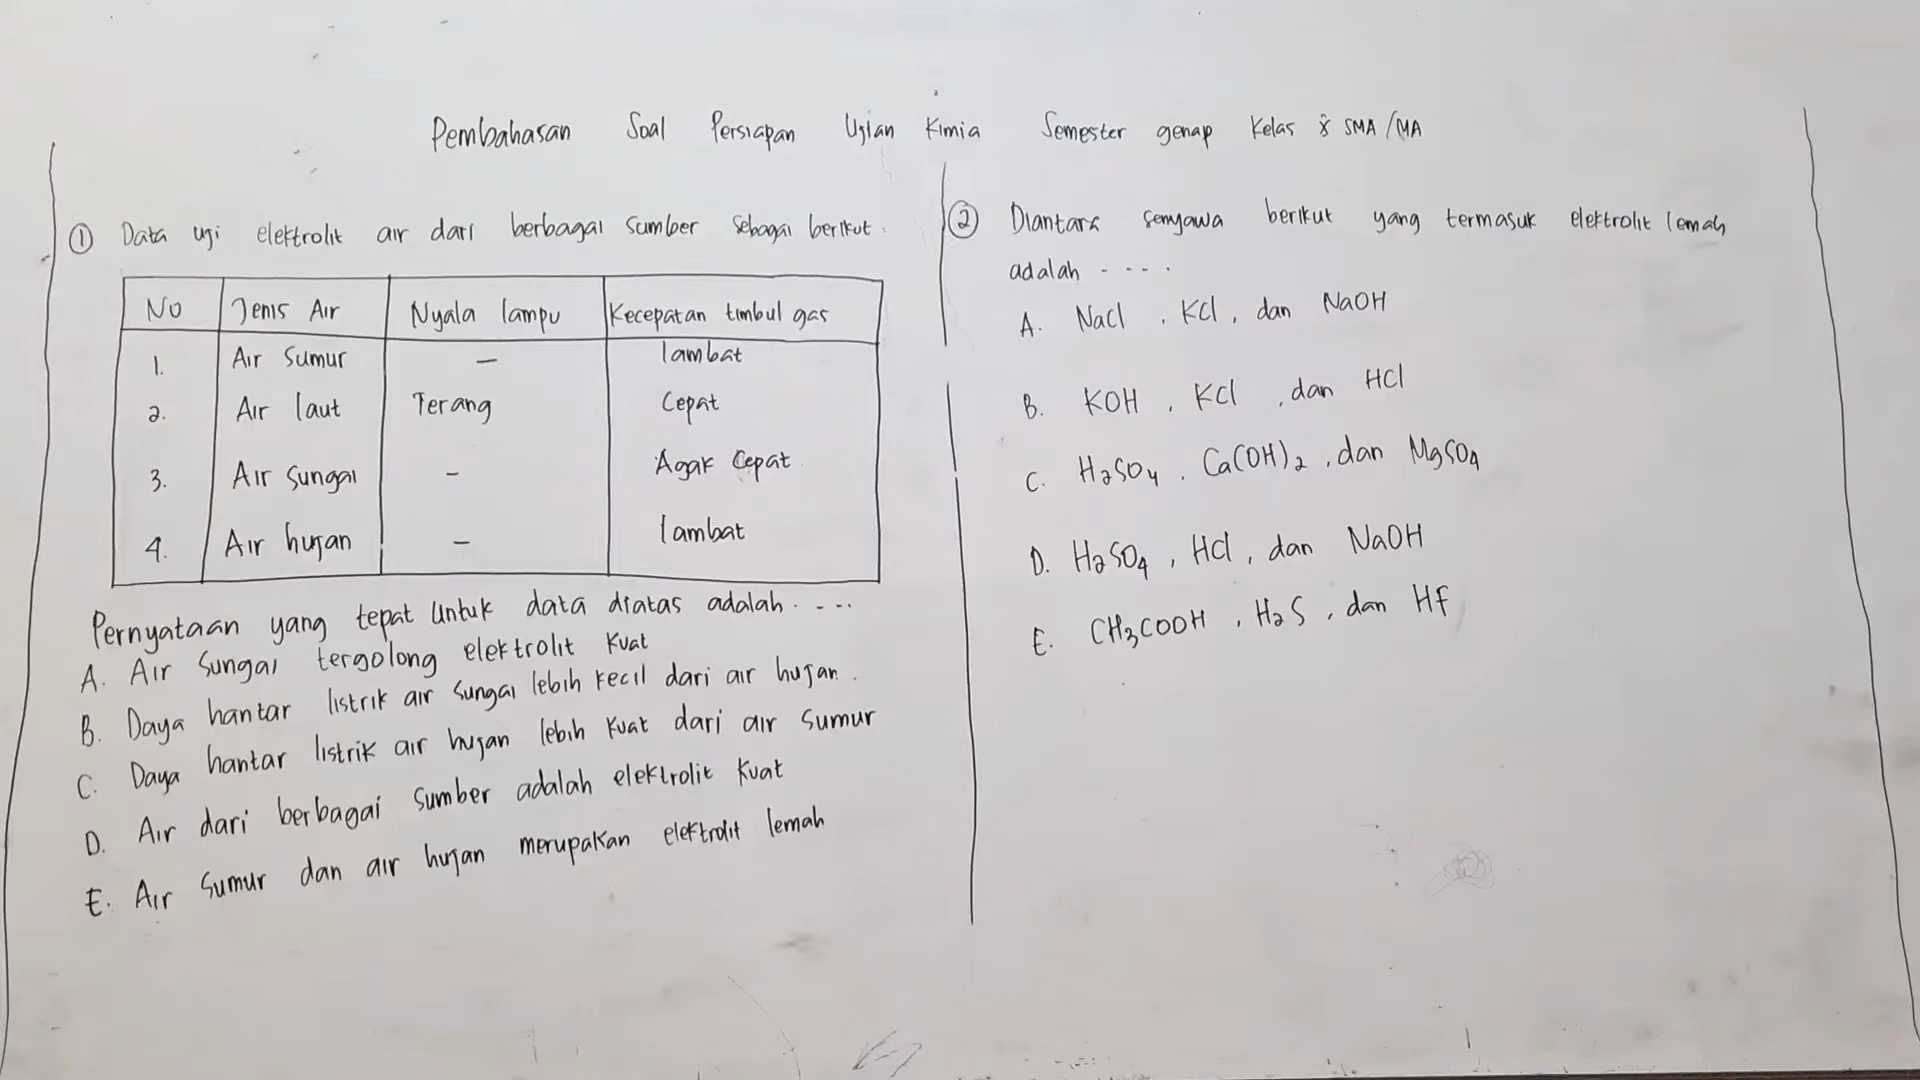 Pembahasan Soal Persiapan Ujian Kimia Semester genap Kelas X SMA/MA
① Data uji elektrolit air dari berbagai sumber sebagai berikut.
No Jenis Air Nyala lampu Kecepatan timbul gas
1. Air Sumur – lambat
2. Air laut Terang Cepat
3. Air Sungai – Agak Cepat
4. Air hujan – lambat
Pernyataan yang tepat Untuk data diatas adalah ....
A. Air Sungai tergolong elektrolit Kuat
B. Daya hantar listrik air sungai lebih kecil dari air hujan.
C. Daya hantar listrik air hujan lebih Kuat dari air Sumur
D. Air dari berbagai Sumber adalah elektrolit Kuat
E. Air Sumur dan air hujan merupakan elektrolit lemah
② Diantara senyawa berikut yang termasuk elektrolit lemah
adalah ....
A. NaCl, KCl, dan NaOH
B. KOH, KCl, dan HCl
C. H₂SO₄, Ca(OH)₂, dan MgSO₄
D. H₂SO₄, HCl, dan NaOH
E. CH₃COOH, H₂S, dan HF